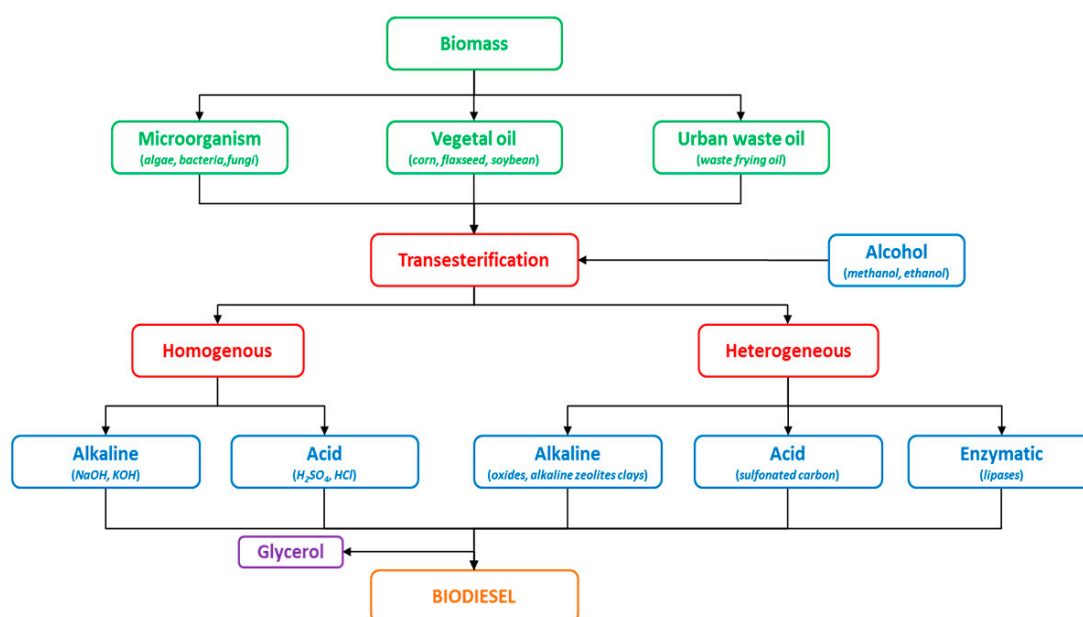 Biomass
Microorganism
(algae, bacteria,fungi)
Vegetal oil
(corn, flaxseed, soybean)
Urban waste oil
(waste frying oil)
Transesterification
Alcohol
(methanol, ethanol)
Homogenous
Heterogeneous
Alkaline
(NaOH, KOH)
Acid
(H₂SO₄, HCl)
Alkaline
(oxides, alkaline zeolites clays)
Acid
(sulfonated carbon)
Enzymatic
(lipases)
Glycerol
BIODIESEL